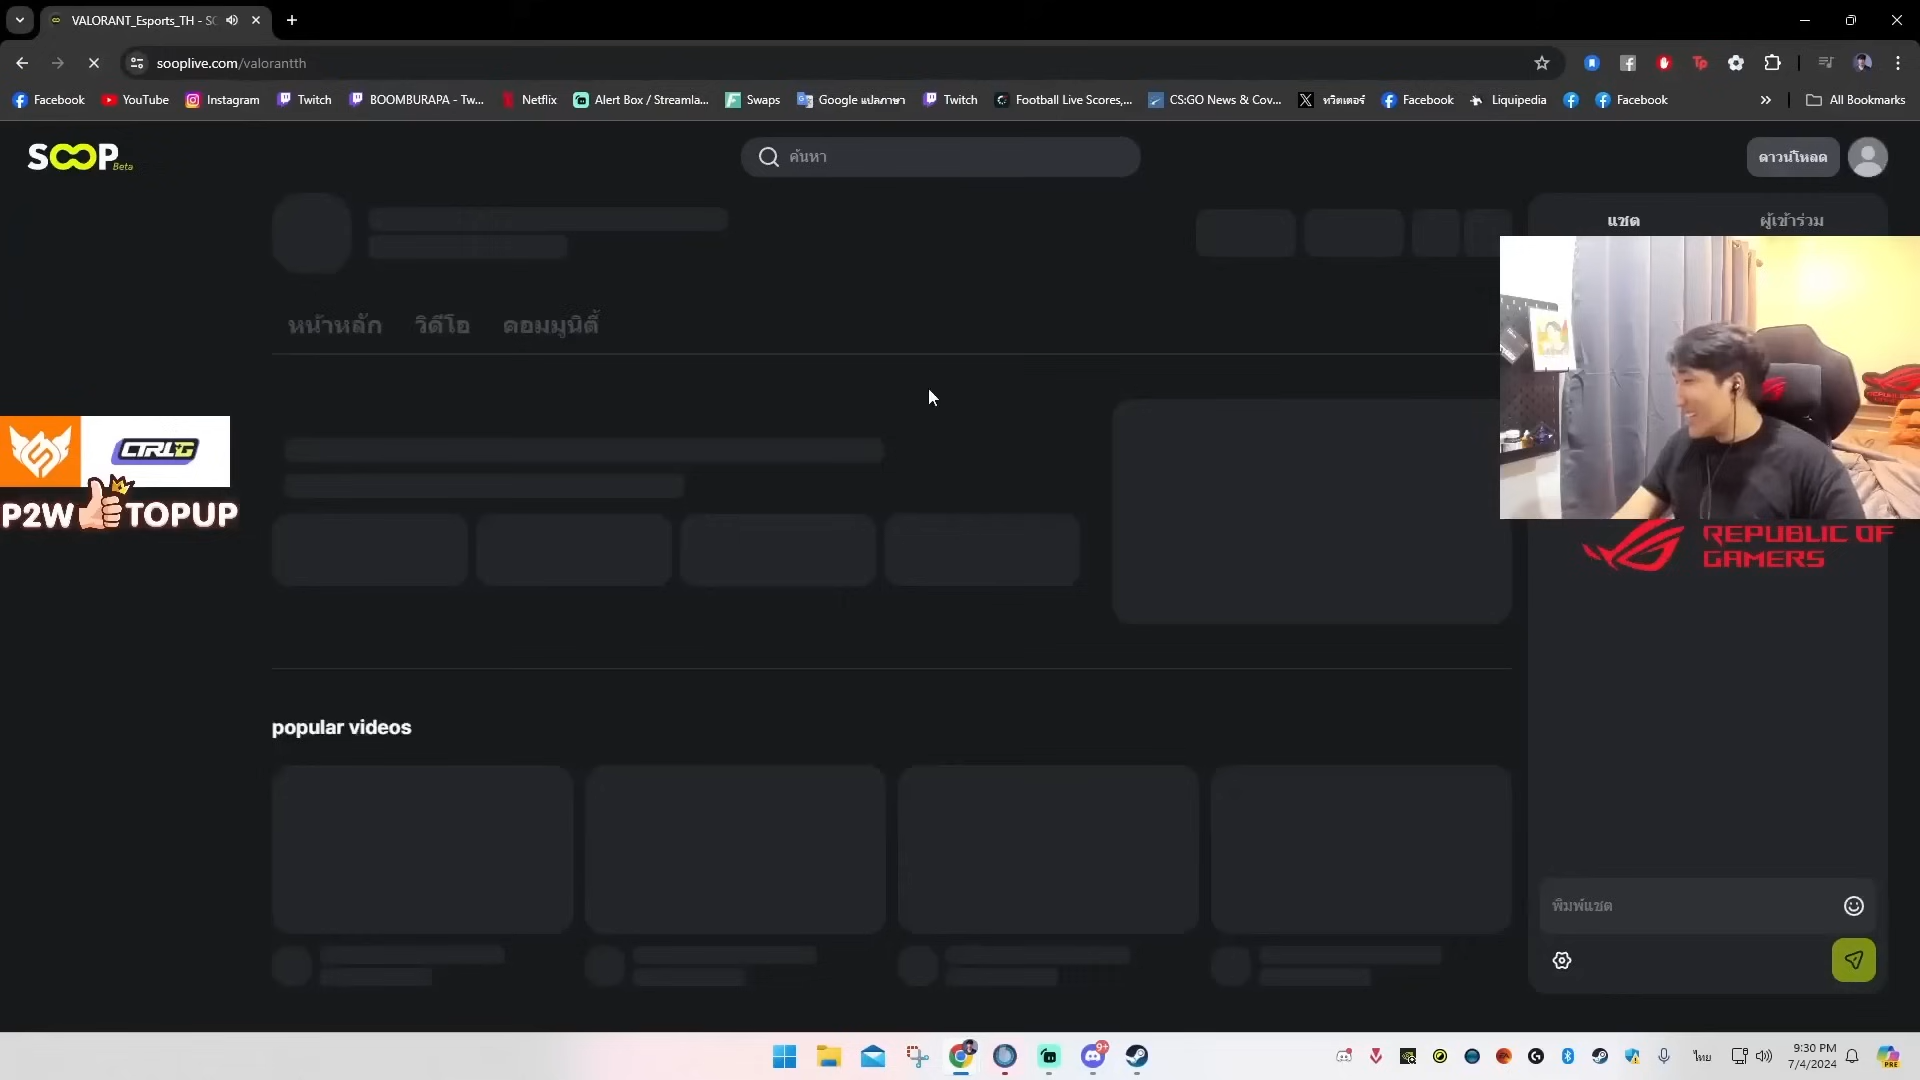 VALORANT_Esports_TH - SO
sooplive.com/valorantth
Facebook
YouTube
Instagram
Twitch
BOOMBURAPA - Tw...
Netflix
Alert Box / Streamla...
Swaps
Google แปลภาษา
Twitch
Football Live Scores,...
CS:GO News & Cov...
ทวิตเตอร์
Facebook
Liquipedia
Facebook
All Bookmarks
SOOP Beta
ค้นหา
ดาวน์โหลด
แชต
ผู้เข้าร่วม
หน้าหลัก
วิดีโอ
คอมมูนิตี้
CTRLG
P2W TOPUP
REPUBLIC OF
GAMERS
popular videos
พิมพ์แชต
ไทย
9:30 PM
7/4/2024